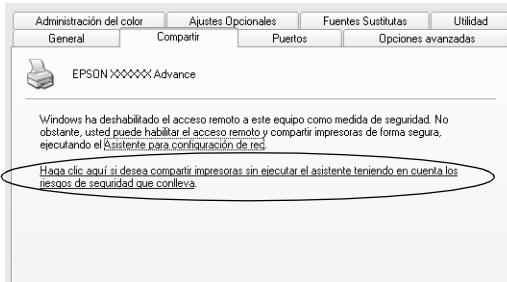 Administración del color Ajustes Opcionales Fuentes Sustitutas Utilidad
General Compartir Puertos Opciones avanzadas
EPSON XXXXXX Advance
Windows ha deshabilitado el acceso remoto a este equipo como medida de seguridad. No
obstante, usted puede habilitar el acceso remoto y compartir impresoras de forma segura,
ejecutando el Asistente para configuración de red.
Haga clic aquí si desea compartir impresoras sin ejecutar el asistente teniendo en cuenta los
riesgos de seguridad que conlleva.